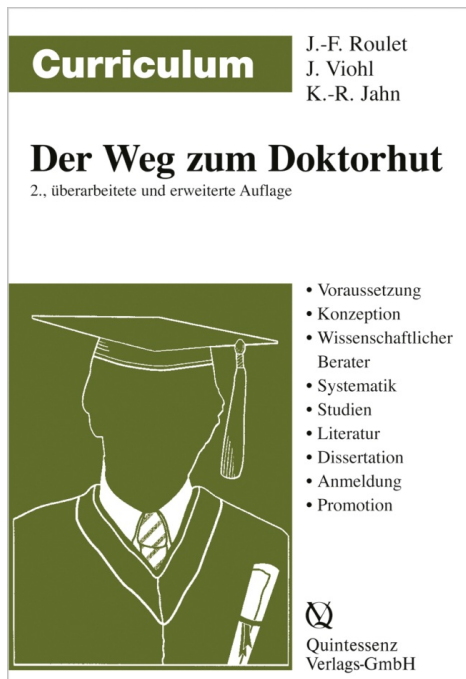 Curriculum
J.-F. Roulet
J. Viohl
K.-R. Jahn
Der Weg zum Doktorhut
2., überarbeitete und erweiterte Auflage
• Voraussetzung
• Konzeption
• Wissenschaftlicher
Berater
• Systematik
• Studien
• Literatur
• Dissertation
• Anmeldung
• Promotion
Quintessenz
Verlags-GmbH